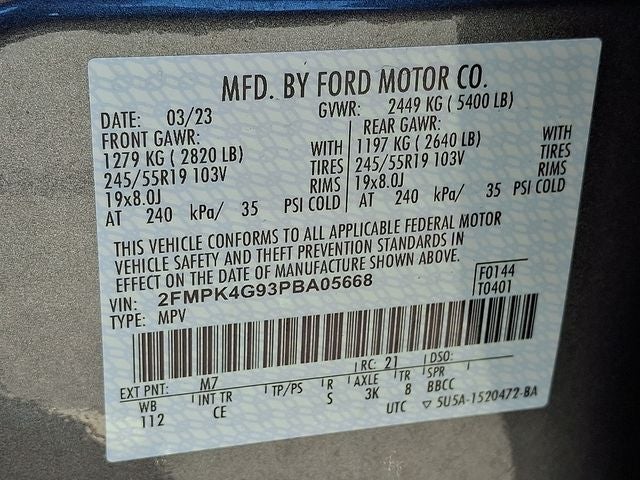 MFD. BY FORD MOTOR CO.
DATE: 03/23 GVWR: 2449 KG ( 5400 LB)
FRONT GAWR: REAR GAWR:
1279 KG ( 2820 LB) WITH 1197 KG ( 2640 LB) WITH
245/55R19 103V TIRES 245/55R19 103V TIRES
19x8.0J RIMS 19x8.0J RIMS
AT 240 kPa/ 35 PSI COLD AT 240 kPa/ 35 PSI COLD
THIS VEHICLE CONFORMS TO ALL APPLICABLE FEDERAL MOTOR
VEHICLE SAFETY AND THEFT PREVENTION STANDARDS IN
EFFECT ON THE DATE OF MANUFACTURE SHOWN ABOVE.
VIN: 2FMPK4G93PBA05668 F0144
TYPE: MPV T0401
EXT PNT: M7 RC: 21 DSO:
WB INT TR TP/PS R AXLE TR SPR
112 CE S 3K 8 BBCC
UTC ▽ 5U5A-1520472-BA